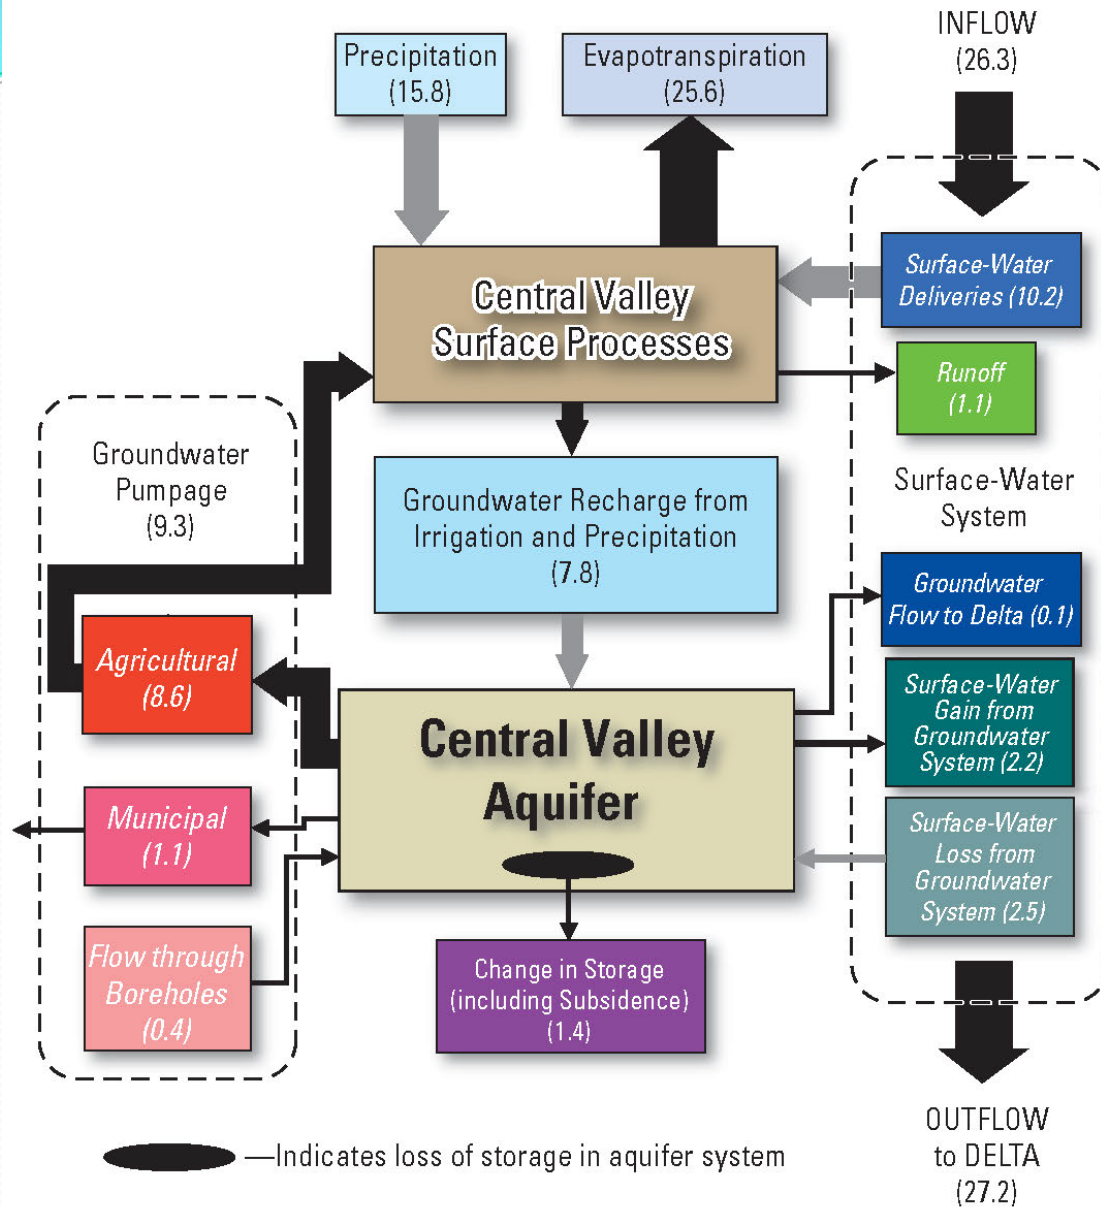 Precipitation
(15.8)
Evapotranspiration
(25.6)
INFLOW
(26.3)
Central Valley
Surface Processes
Surface-Water
Deliveries (10.2)
Runoff
(1.1)
Surface-Water
System
Groundwater
Pumpage
(9.3)
Groundwater Recharge from
Irrigation and Precipitation
(7.8)
Groundwater
Flow to Delta (0.1)
Agricultural
(8.6)
Central Valley
Aquifer
Surface-Water
Gain from
Groundwater
System (2.2)
Municipal
(1.1)
Surface-Water
Loss from
Groundwater
System (2.5)
Flow through
Boreholes
(0.4)
Change in Storage
(including Subsidence)
(1.4)
OUTFLOW
to DELTA
(27.2)
—Indicates loss of storage in aquifer system